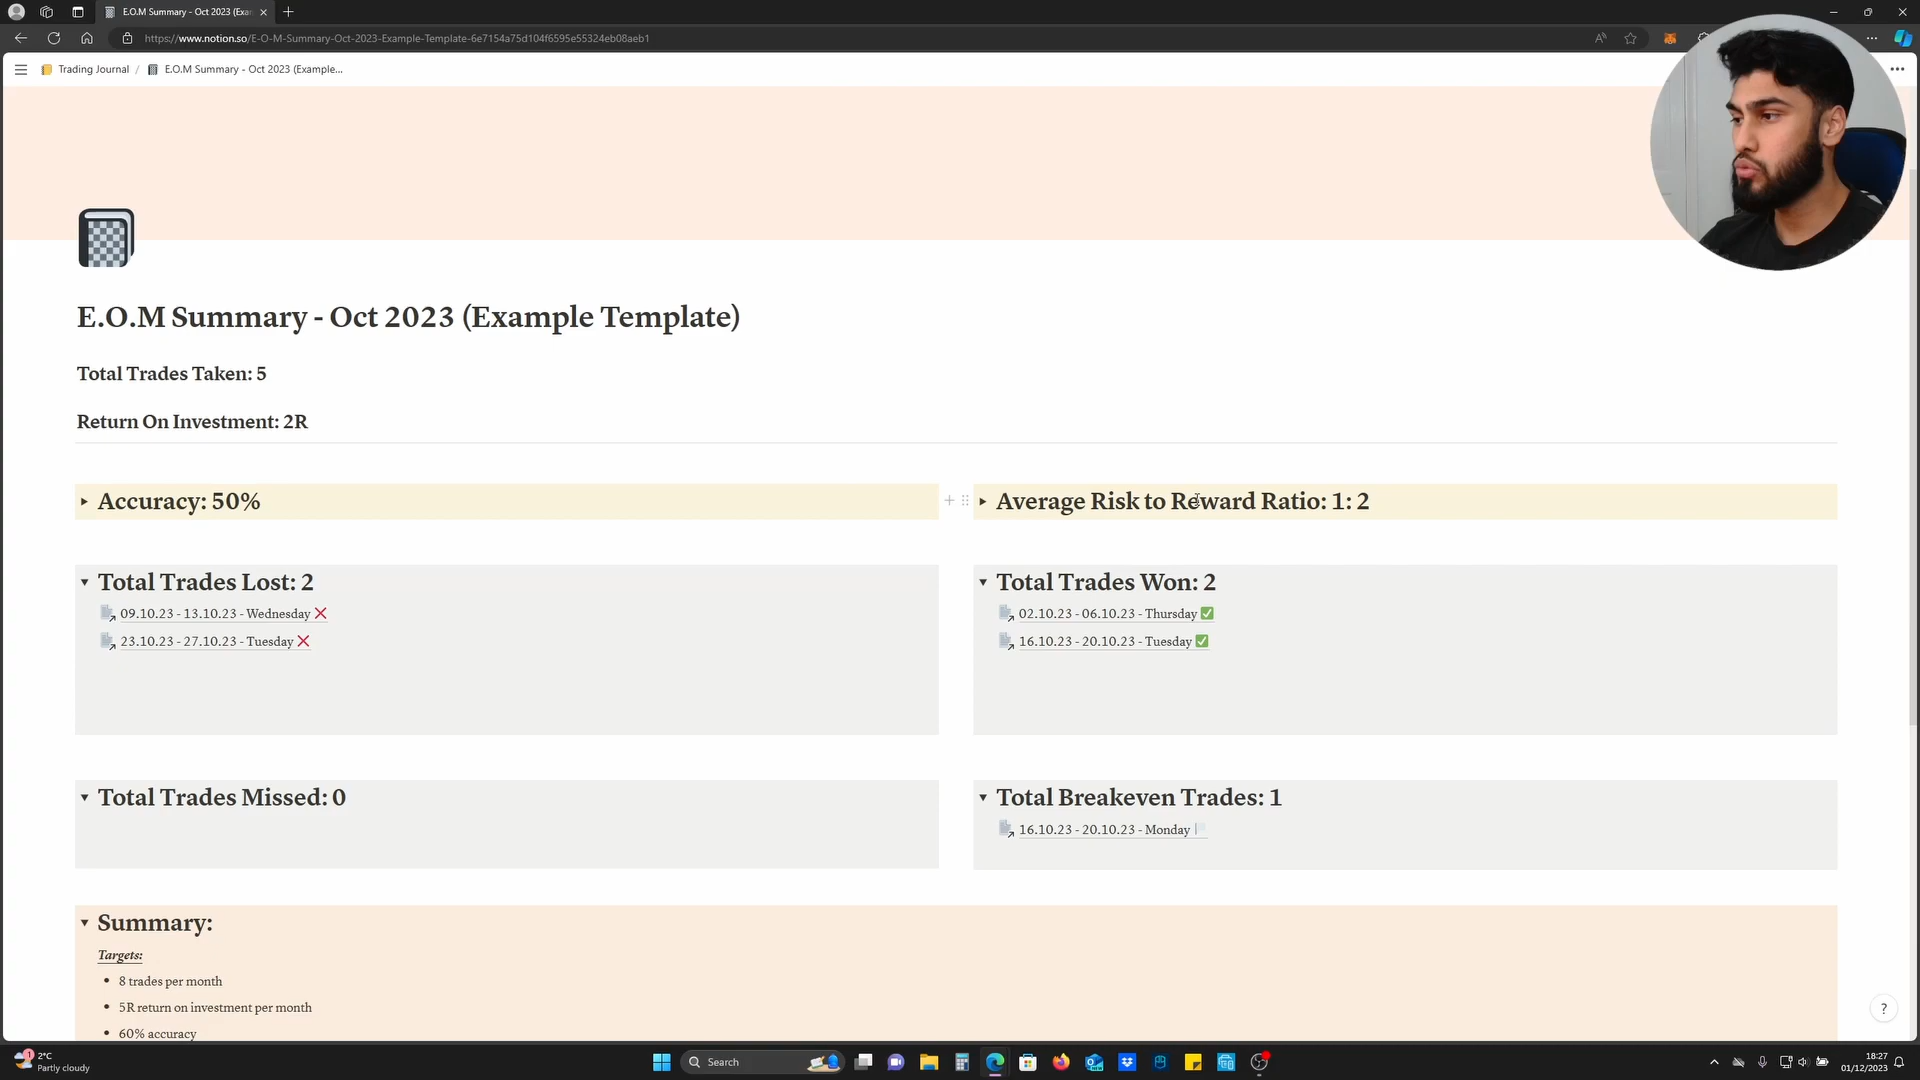 E.O.M Summary - Oct 2023 (Exa
https://www.notion.so/E-O-M-Summary-Oct-2023-Example-Template-6e7154a75d104f6595e55324eb08aeb1
Trading Journal / E.O.M Summary - Oct 2023 (Example...
E.O.M Summary - Oct 2023 (Example Template)
Total Trades Taken: 5
Return On Investment: 2R
Accuracy: 50%
Average Risk to Reward Ratio: 1: 2
Total Trades Lost: 2
09.10.23 - 13.10.23 - Wednesday ❌
23.10.23 - 27.10.23 - Tuesday ❌
Total Trades Won: 2
02.10.23 - 06.10.23 - Thursday ✅
16.10.23 - 20.10.23 - Tuesday ✅
Total Trades Missed: 0
Total Breakeven Trades: 1
16.10.23 - 20.10.23 - Monday
Summary:
Targets:
• 8 trades per month
• 5R return on investment per month
• 60% accuracy
?
1
2°C
Partly cloudy
Search
18:27
01/12/2023